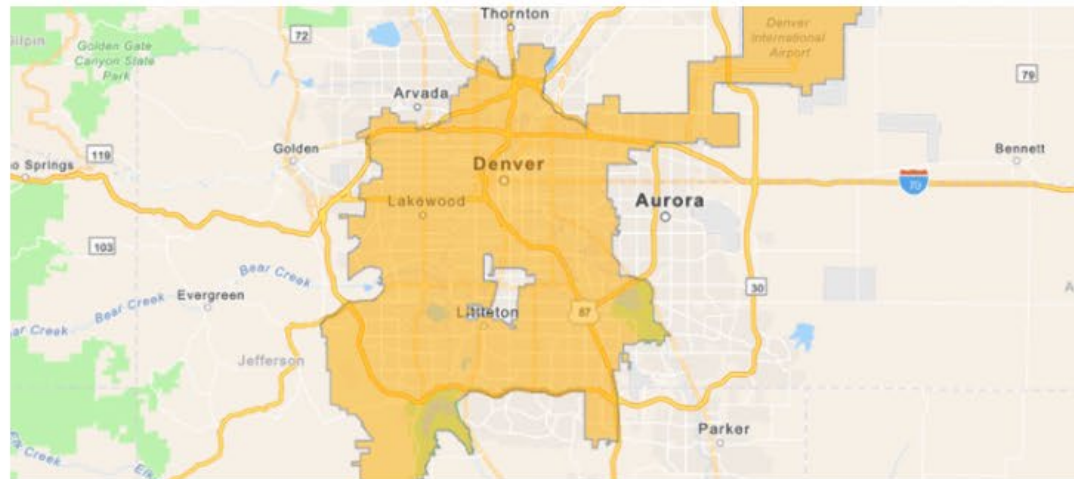 Thornton
Denver
International
Airport
72
Golden Gate
Canyon State
Park
79
Arvada
Golden
Bennett
119
Denver
70
Lakewood
Aurora
103
Bear Creek
Bear Creek
30
Evergreen
87
Littleton
Jefferson
Parker